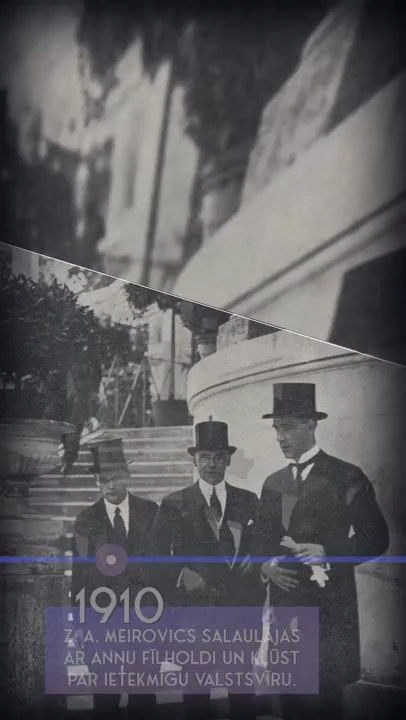 1910
Z. A. MEIROVICS SALAULĀJAS
AR ANNU FĪLHOLDI UN KĻŪST
PAR IETEKMĪGU VALSTSVĪRU.